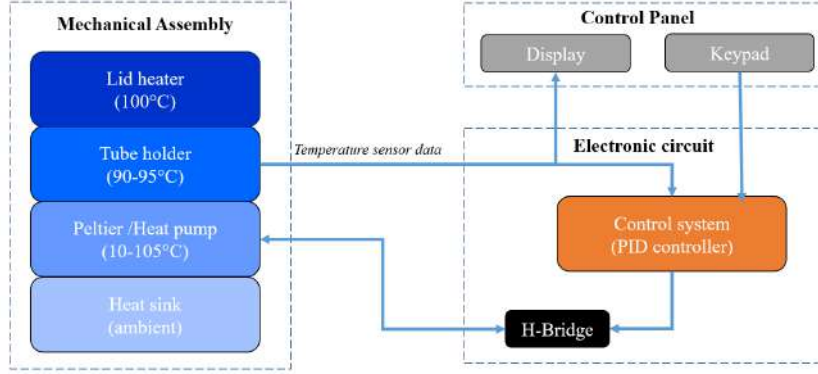 Mechanical Assembly
Lid heater
(100°C)
Tube holder
(90-95°C)
Peltier /Heat pump
(10-105°C)
Heat sink
(ambient)
Temperature sensor data
Control Panel
Display
Keypad
Electronic circuit
Control system
(PID controller)
H-Bridge